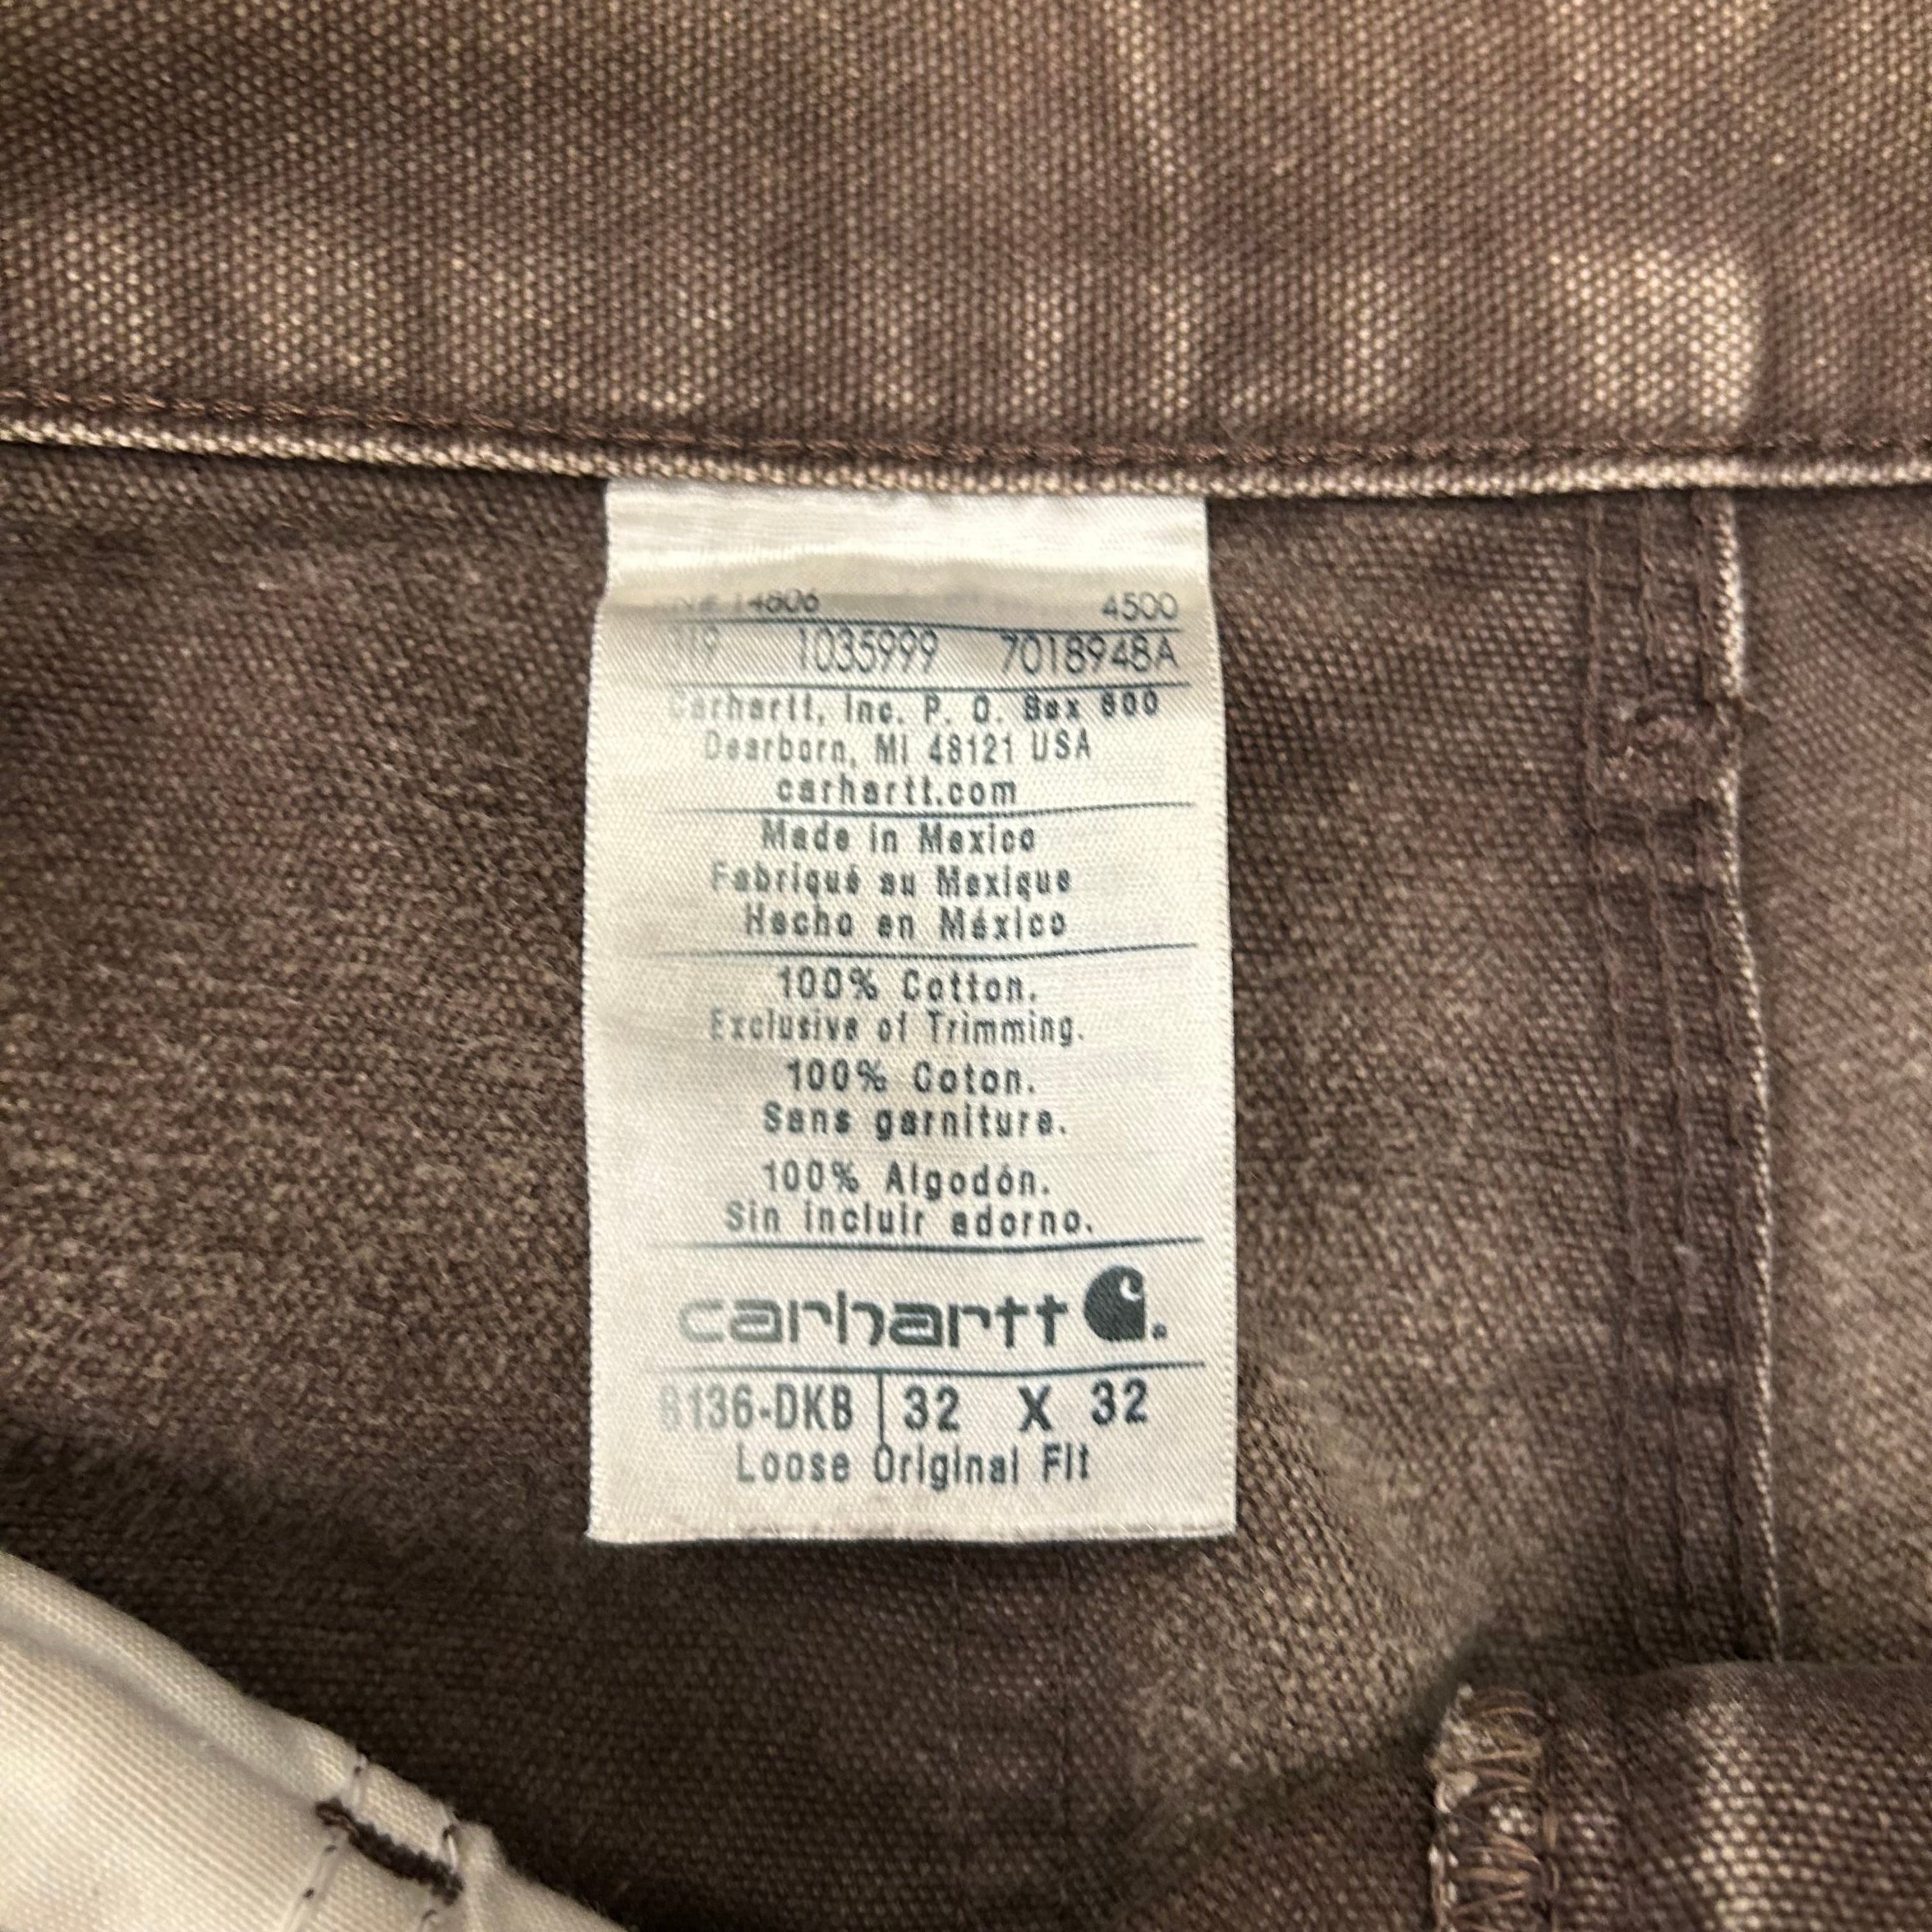 14806 4500
019 1035999 7018948A
Carhartt, Inc. P. O. Box 600
Dearborn, MI 48121 USA
carhartt.com
Made in Mexico
Fabriqué au Mexique
Hecho en México
100% Cotton.
Exclusive of Trimming.
100% Coton.
Sans garniture.
100% Algodón.
Sin incluir adorno.
carhartt
B136-DKB 32 X 32
Loose Original Fit